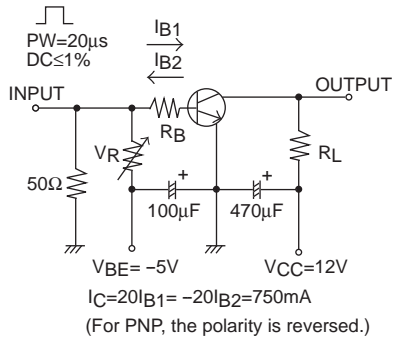 PW=20μs
DC≤1%
IB1
IB2
INPUT
OUTPUT
RB
VR
RL
50Ω
+
+
100μF
470μF
VBE= −5V
VCC=12V
IC=20IB1= −20IB2=750mA
(For PNP, the polarity is reversed.)